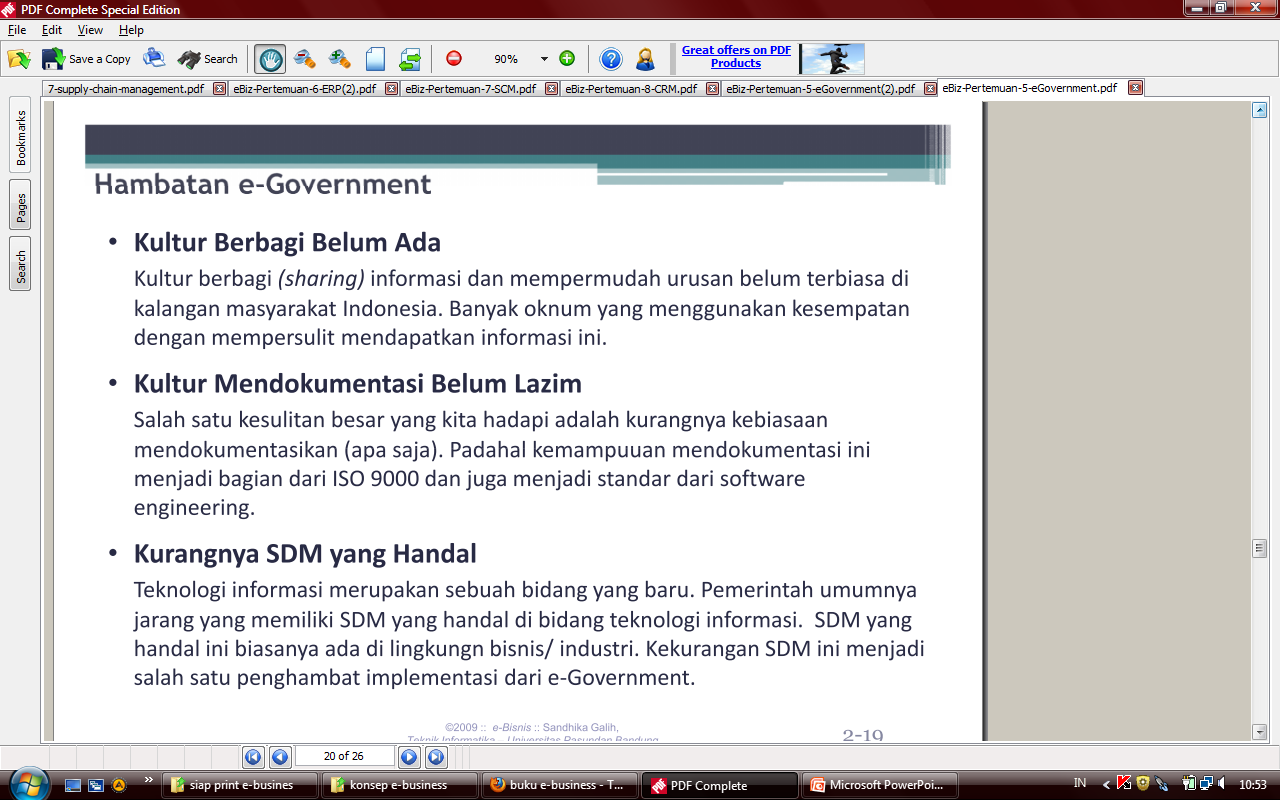 PDF Complete Special Edition
File Edit View Help
Save a Copy Search 90% Great offers on PDF
Products
7-supply-chain-management.pdf eBiz-Pertemuan-6-ERP(2).pdf eBiz-Pertemuan-7-SCM.pdf eBiz-Pertemuan-8-CRM.pdf eBiz-Pertemuan-5-eGovernment(2).pdf eBiz-Pertemuan-5-eGovernment.pdf
Bookmarks
Pages
Search
Hambatan e-Government
• Kultur Berbagi Belum Ada
Kultur berbagi (sharing) informasi dan mempermudah urusan belum terbiasa di
kalangan masyarakat Indonesia. Banyak oknum yang menggunakan kesempatan
dengan mempersulit mendapatkan informasi ini.
• Kultur Mendokumentasi Belum Lazim
Salah satu kesulitan besar yang kita hadapi adalah kurangnya kebiasaan
mendokumentasikan (apa saja). Padahal kemampuuan mendokumentasi ini
menjadi bagian dari ISO 9000 dan juga menjadi standar dari software
engineering.
• Kurangnya SDM yang Handal
Teknologi informasi merupakan sebuah bidang yang baru. Pemerintah umumnya
jarang yang memiliki SDM yang handal di bidang teknologi informasi.  SDM yang
handal ini biasanya ada di lingkungn bisnis/ industri. Kekurangan SDM ini menjadi
salah satu penghambat implementasi dari e-Government.
©2009 :: e-Bisnis :: Sandhika Galih,
Teknik Informatika – Universitas Pasundan Bandung
2-19
20 of 26
siap print e-busines konsep e-business buku e-business - T... PDF Complete Microsoft PowerPoi... IN 10:53